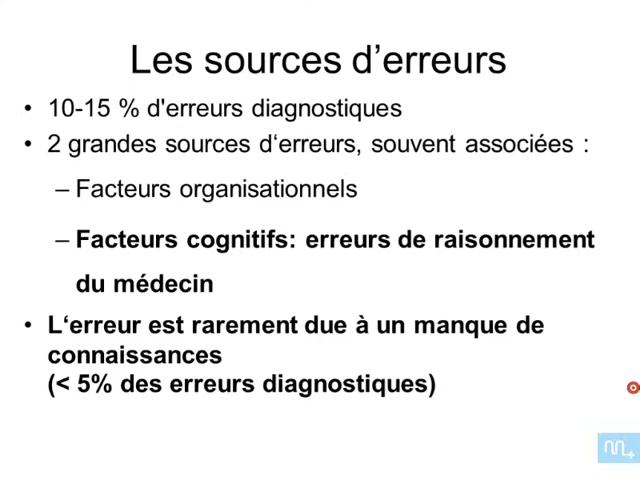 Les sources d’erreurs
• 10-15 % d'erreurs diagnostiques
• 2 grandes sources d‘erreurs, souvent associées :
– Facteurs organisationnels
– Facteurs cognitifs: erreurs de raisonnement
du médecin
• L‘erreur est rarement due à un manque de
connaissances
(< 5% des erreurs diagnostiques)